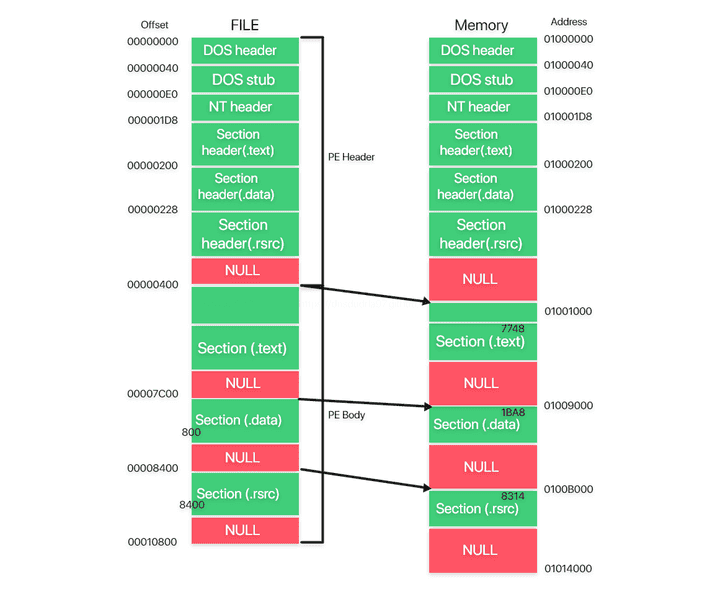 Offset
FILE
Memory
Address
00000000
DOS header
DOS header
01000000
00000040
DOS stub
DOS stub
01000040
000000E0
NT header
NT header
010000E0
000001D8
Section
header(.text)
Section
header(.text)
010001D8
PE Header
00000200
Section
header(.data)
Section
header(.data)
01000200
00000228
Section
header(.rsrc)
Section
header(.rsrc)
01000228
NULL
NULL
00000400
01001000
7748
Section (.text)
Section (.text)
NULL
NULL
00007C00
01009000
1BA8
PE Body
Section (.data)
Section (.data)
800
NULL
NULL
00008400
0100B000
8314
Section (.rsrc)
Section (.rsrc)
8400
NULL
NULL
00010800
01014000